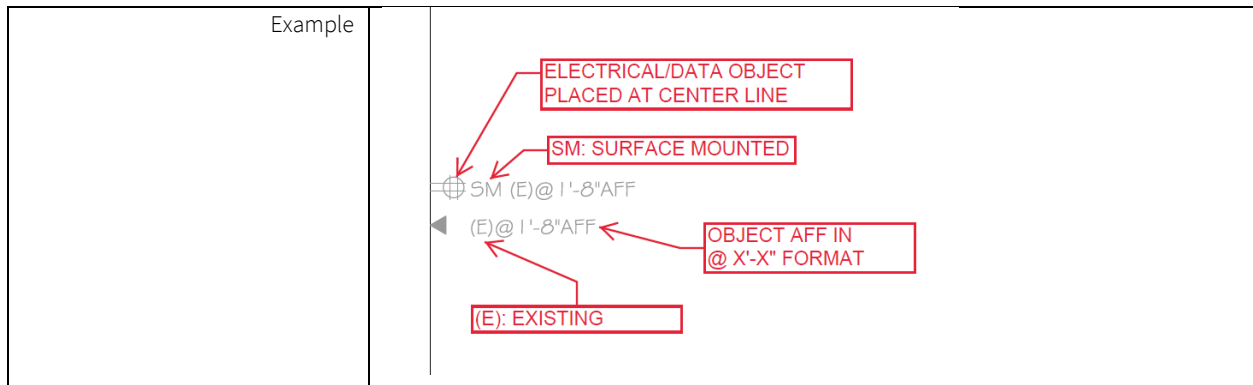 Example
ELECTRICAL/DATA OBJECT
PLACED AT CENTER LINE
SM: SURFACE MOUNTED
SM (E)@ 1'-8"AFF
(E)@ 1'-8"AFF
OBJECT AFF IN
@ X'-X" FORMAT
(E): EXISTING